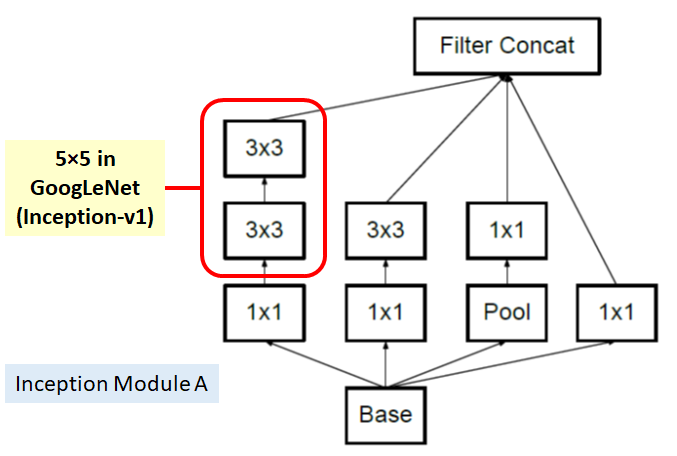 Filter Concat
3x3
5×5 in
GoogLeNet
(Inception-v1)
3x3
3x3
1x1
1x1
1x1
Pool
1x1
Inception Module A
Base